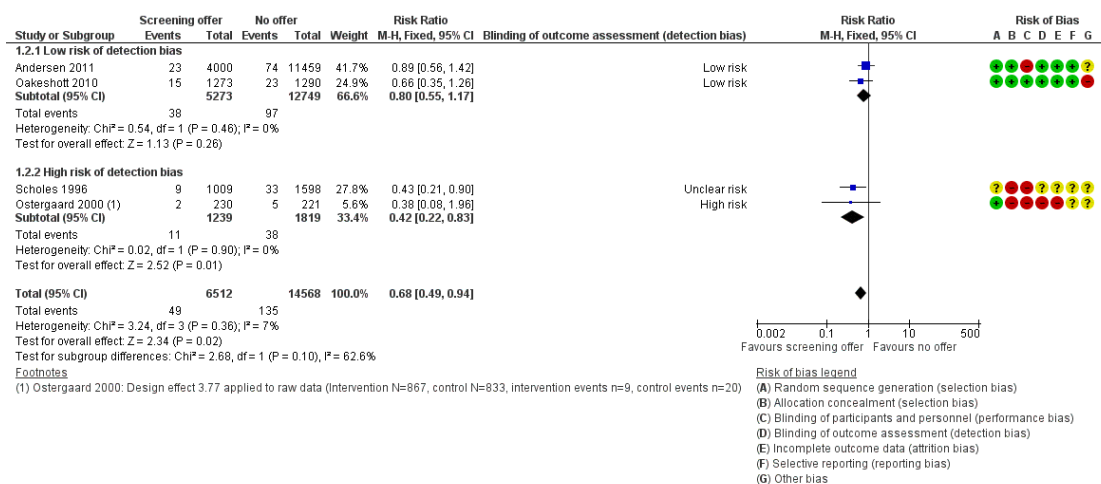 Screening offer No offer Risk Ratio Risk Ratio Risk of Bias
Study or Subgroup Events Total Events Total Weight M-H, Fixed, 95% CI Blinding of outcome assessment (detection bias) M-H, Fixed, 95% CI A B C D E F G
1.2.1 Low risk of detection bias
Andersen 2011 23 4000 74 11459 41.7% 0.89 [0.56, 1.42] Low risk + + - + + + ?
Oakeshott 2010 15 1273 23 1290 24.9% 0.66 [0.35, 1.26] Low risk + + + + + + -
Subtotal (95% CI) 5273 12749 66.6% 0.80 [0.55, 1.17]
Total events 38 97
Heterogeneity: Chi² = 0.54, df = 1 (P = 0.46); I² = 0%
Test for overall effect: Z = 1.13 (P = 0.26)
1.2.2 High risk of detection bias
Scholes 1996 9 1009 33 1598 27.8% 0.43 [0.21, 0.90] Unclear risk ? - - ? ? ? ?
Ostergaard 2000 (1) 2 230 5 221 5.6% 0.38 [0.08, 1.96] High risk + - - - - ? ?
Subtotal (95% CI) 1239 1819 33.4% 0.42 [0.22, 0.83]
Total events 11 38
Heterogeneity: Chi² = 0.02, df = 1 (P = 0.90); I² = 0%
Test for overall effect: Z = 2.52 (P = 0.01)
Total (95% CI) 6512 14568 100.0% 0.68 [0.49, 0.94]
Total events 49 135
Heterogeneity: Chi² = 3.24, df = 3 (P = 0.36); I² = 7%
Test for overall effect: Z = 2.34 (P = 0.02)
Test for subgroup differences: Chi² = 2.68, df = 1 (P = 0.10), I² = 62.6%
0.002 0.1 1 10 500
Favours screening offer Favours no offer
Footnotes
(1) Ostergaard 2000: Design effect 3.77 applied to raw data (Intervention N=867, control N=833, intervention events n=9, control events n=20)
Risk of bias legend
(A) Random sequence generation (selection bias)
(B) Allocation concealment (selection bias)
(C) Blinding of participants and personnel (performance bias)
(D) Blinding of outcome assessment (detection bias)
(E) Incomplete outcome data (attrition bias)
(F) Selective reporting (reporting bias)
(G) Other bias